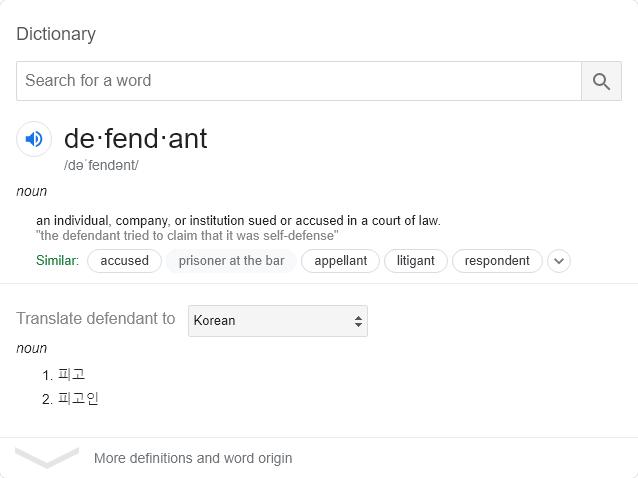 Dictionary
Search for a word
de·fend·ant
/dəˈfendənt/
noun
an individual, company, or institution sued or accused in a court of law.
"the defendant tried to claim that it was self-defense"
Similar: accused prisoner at the bar appellant litigant respondent
Translate defendant to Korean
noun
1. 피고
2. 피고인
More definitions and word origin